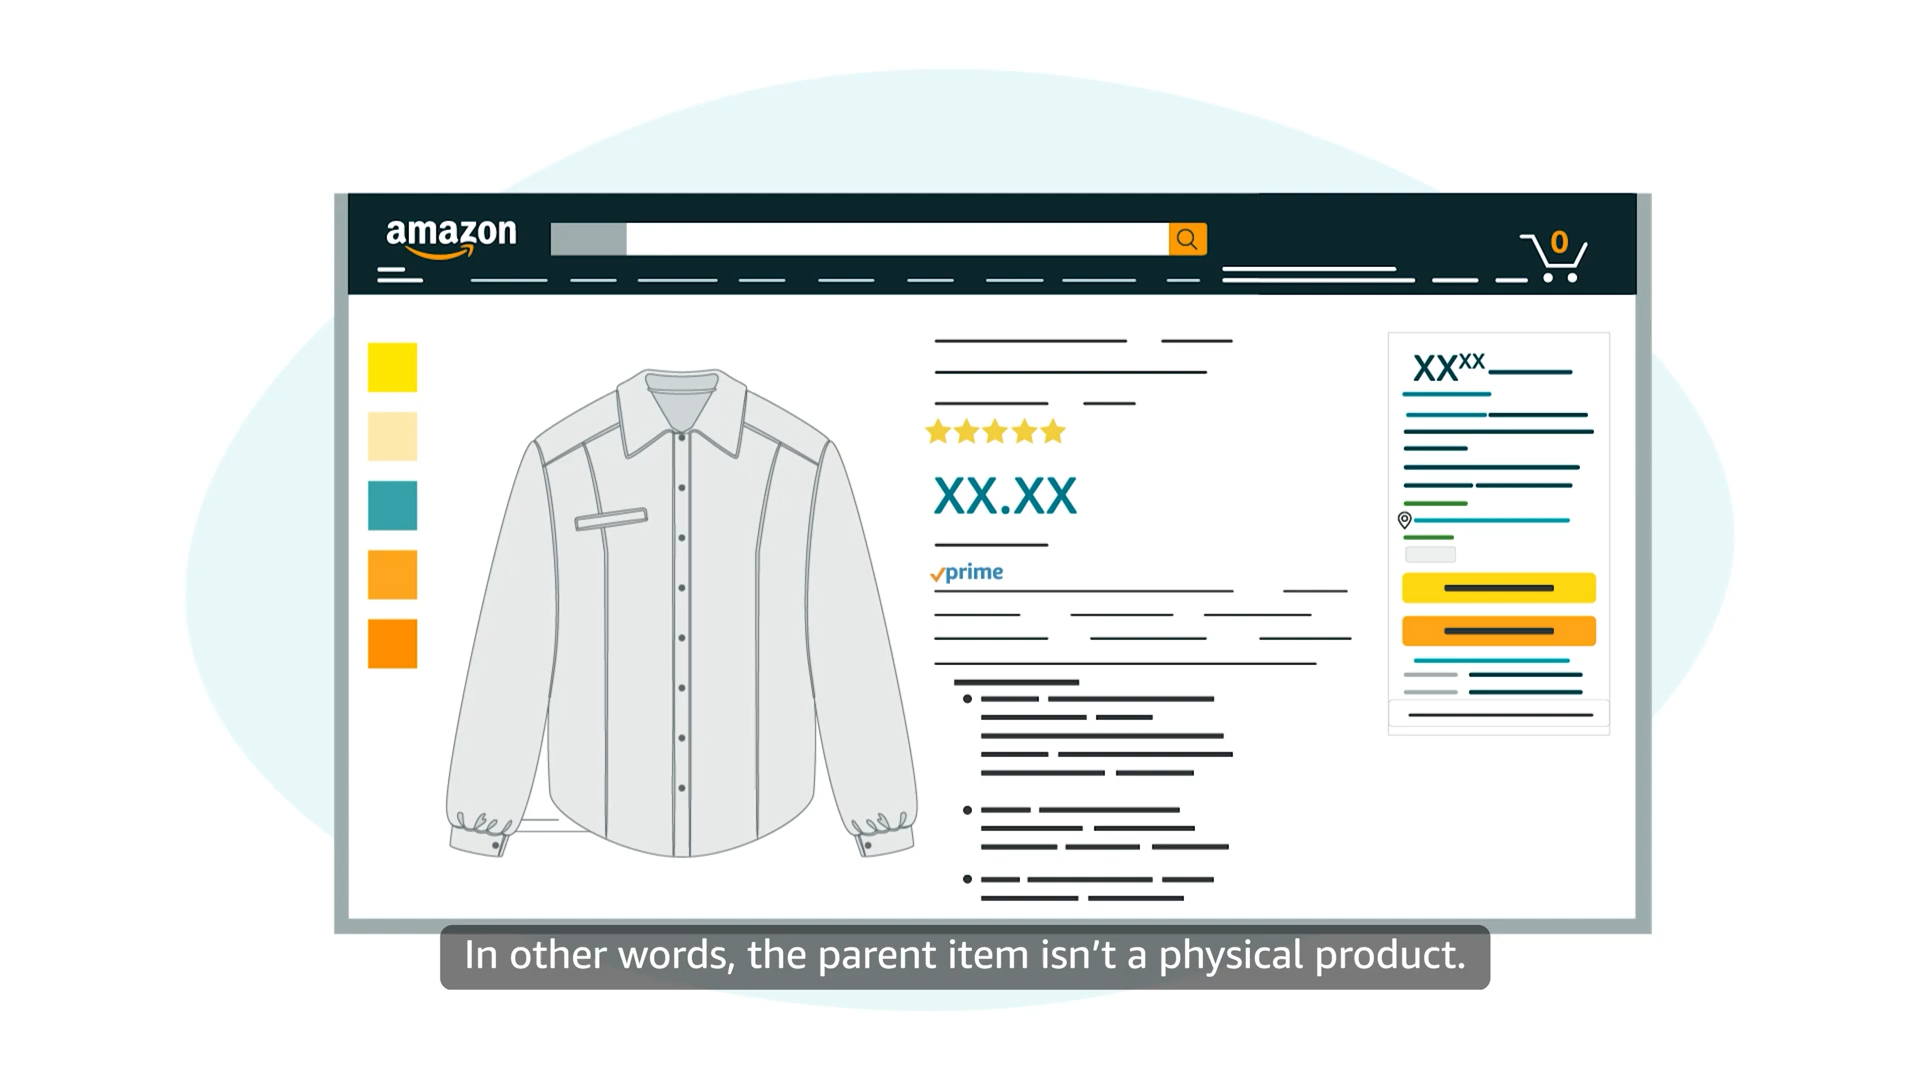 amazon
0
XX.XX
prime
XXXX
In other words, the parent item isn’t a physical product.